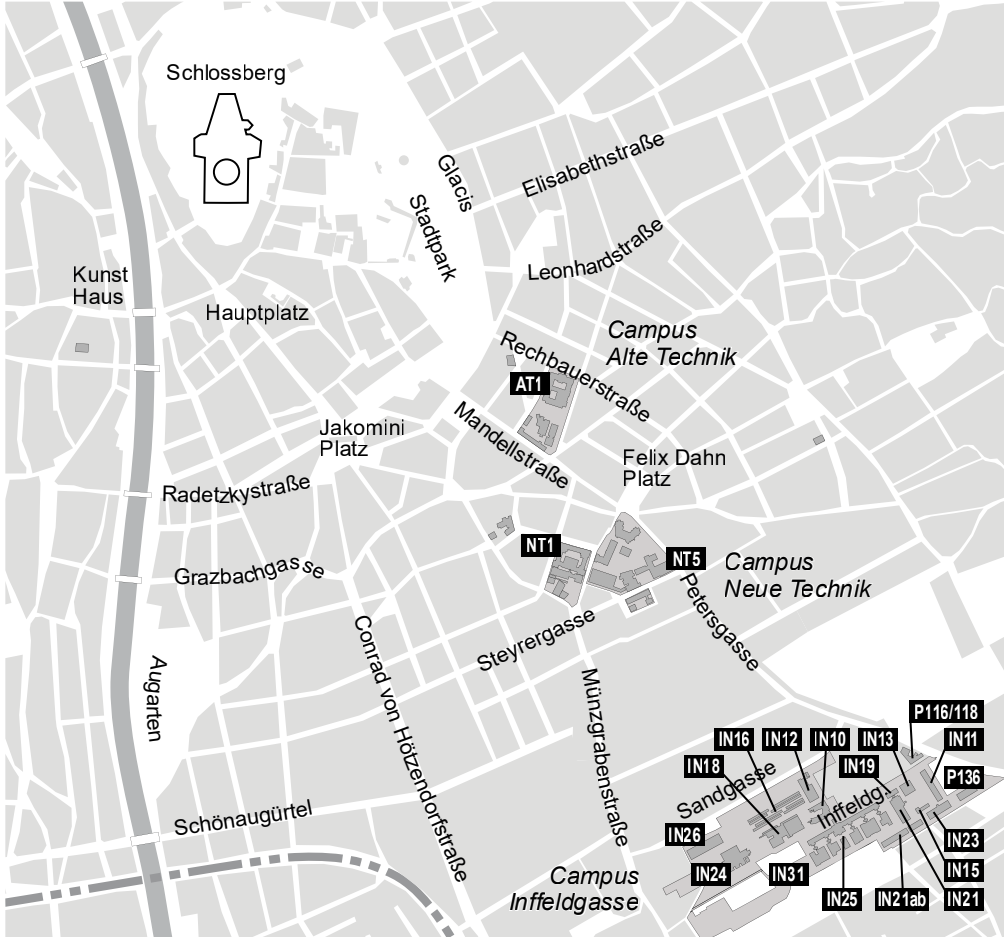 Schlossberg
Glacis
Elisabethstraße
Stadtpark
Leonhardstraße
Kunst
Haus
Hauptplatz
Campus
Alte Technik
Rechbauerstraße
AT1
Mandellstraße
Jakomini
Platz
Felix Dahn
Platz
Radetzkystraße
NT1
NT5
Campus
Neue Technik
Grazbachgasse
Petersgasse
Steyrergasse
Conrad von Hötzendorfstraße
Augarten
Münzgrabenstraße
P116/118
IN16
IN12
IN10
IN13
IN11
IN18
IN19
P136
Sandgasse
Inffeldg.
Schönaugürtel
IN26
IN23
IN24
IN31
IN15
Campus
Inffeldgasse
IN25
IN21ab
IN21